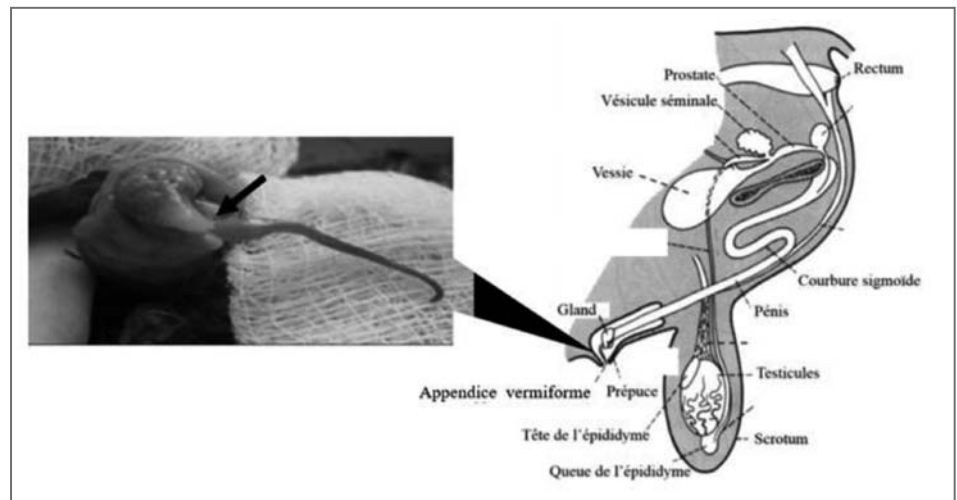 Prostate
Rectum
Vésicule séminale
Vessie
Courbure sigmoïde
Gland
Pénis
Appendice vermiforme
Prépuce
Testicules
Tête de l'épididyme
Scrotum
Queue de l'épididyme